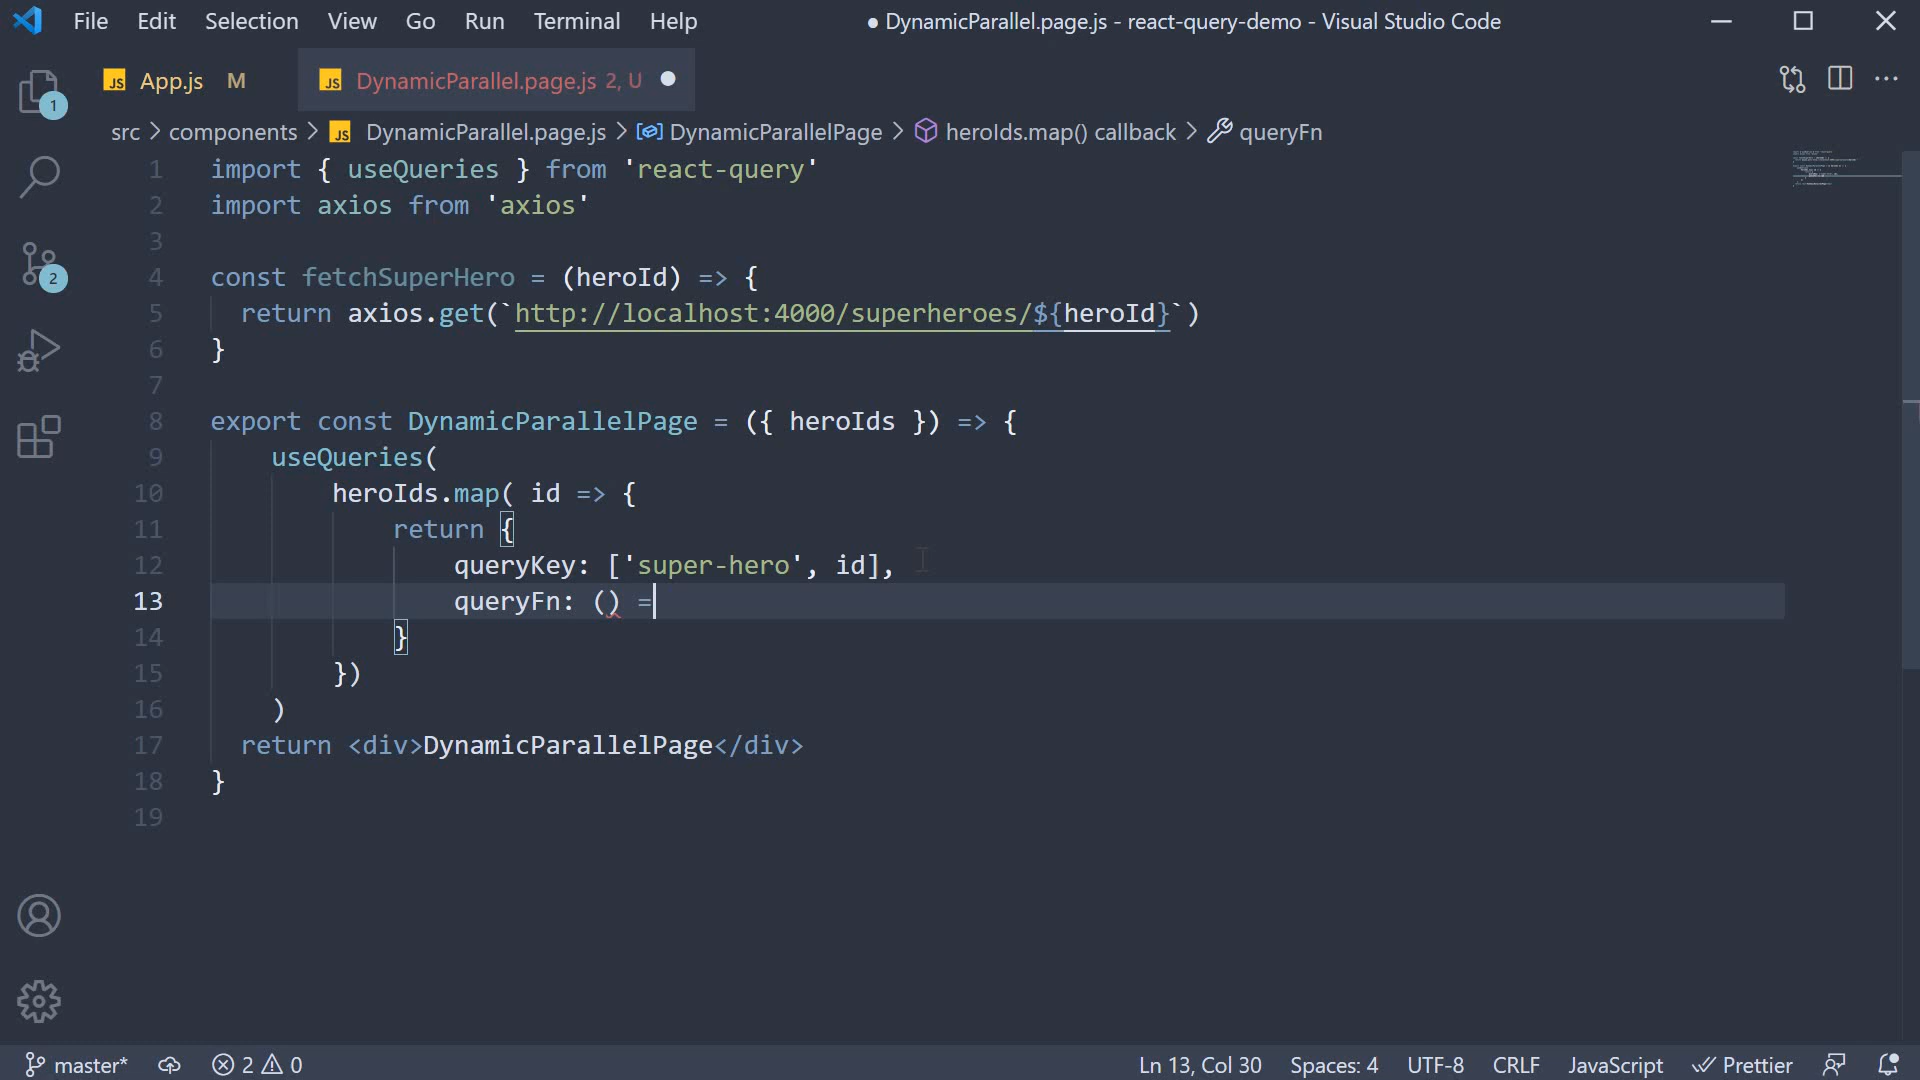 File Edit Selection View Go Run Terminal Help ● DynamicParallel.page.js - react-query-demo - Visual Studio Code
JS App.js M JS DynamicParallel.page.js 2, U
1
src > components > JS DynamicParallel.page.js > DynamicParallelPage > heroIds.map() callback > queryFn
1 import { useQueries } from 'react-query'
2 import axios from 'axios'
3
2
4 const fetchSuperHero = (heroId) => {
5 return axios.get(`http://localhost:4000/superheroes/${heroId}`)
6 }
7
8 export const DynamicParallelPage = ({ heroIds }) => {
9 useQueries(
10 heroIds.map( id => {
11 return {
12 queryKey: ['super-hero', id],
13 queryFn: () =
14 }
15 })
16 )
17 return <div>DynamicParallelPage</div>
18 }
19
master* 2 0 Ln 13, Col 30 Spaces: 4 UTF-8 CRLF JavaScript Prettier